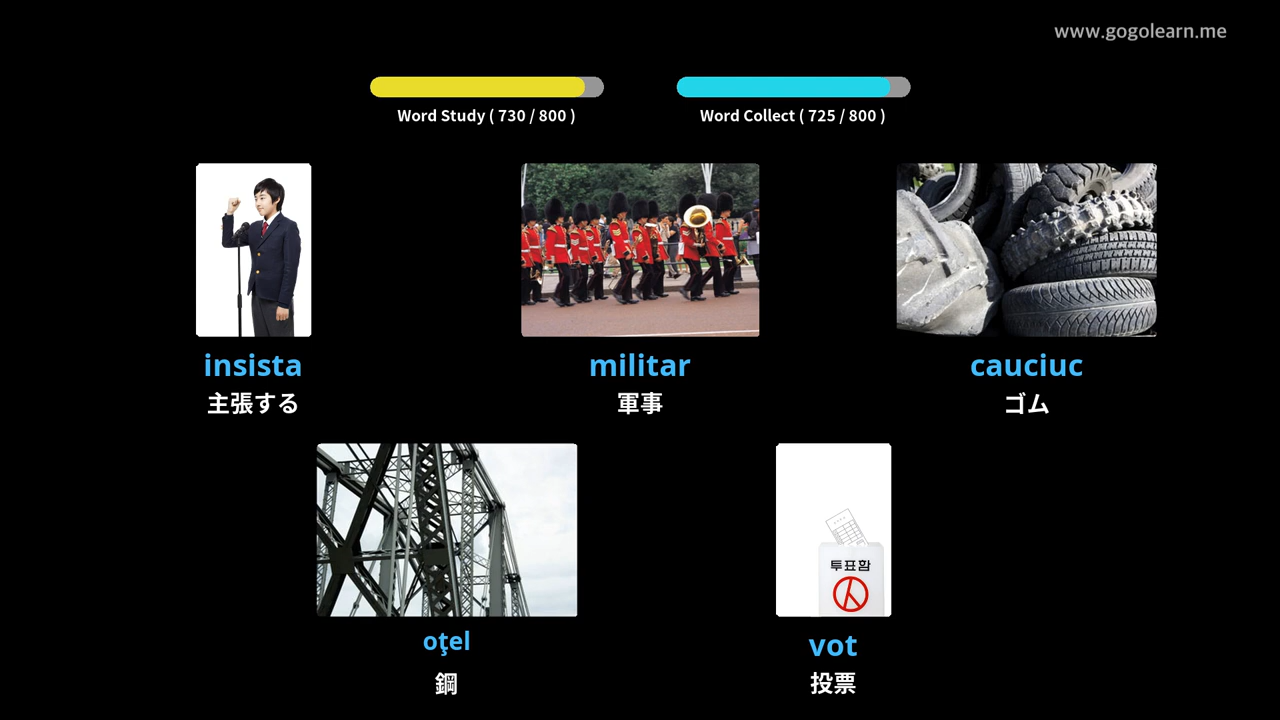 www.gogolearn.me
Word Study ( 730 / 800 )
Word Collect ( 725 / 800 )
insista
主張する
militar
軍事
cauciuc
ゴム
투표함
oţel
鋼
vot
投票